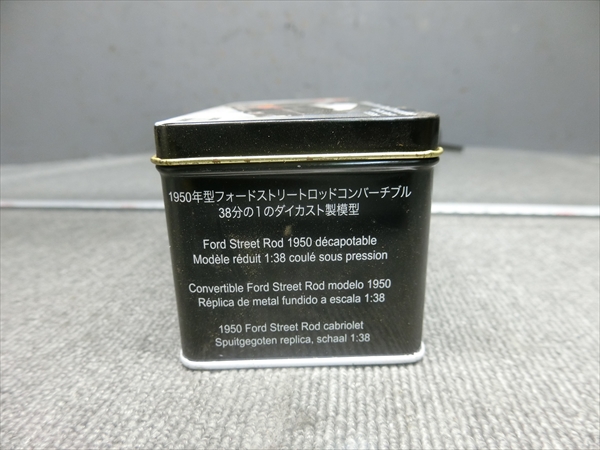 1950年型フォードストリートロッドコンバーチブル
38分の1のダイカスト製模型
Ford Street Rod 1950 décapotable
Modèle réduit 1:38 coulé sous pression
Convertible Ford Street Rod modelo 1950
Réplica de metal fundido a escala 1:38
1950 Ford Street Rod cabriolet
Spuitgegoten replica, schaal 1:38